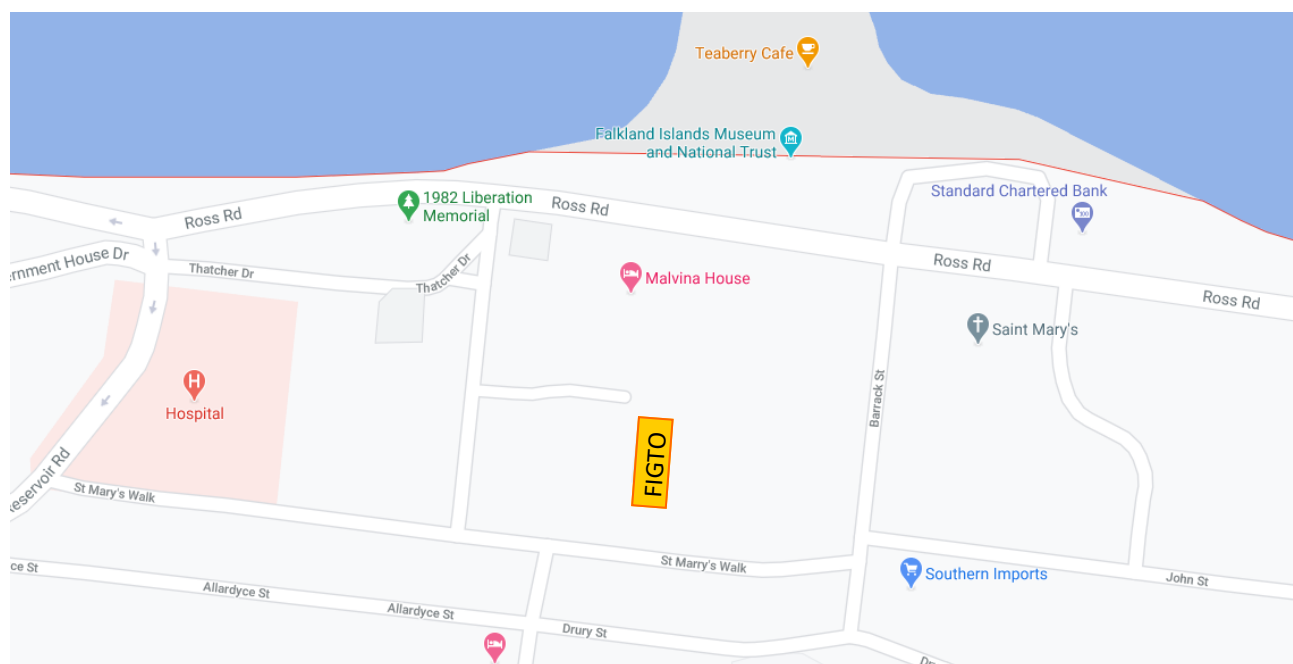 Teaberry Cafe
Falkland Islands Museum
and National Trust
1982 Liberation
Memorial
Ross Rd
Ross Rd
Standard Chartered Bank
ernment House Dr
Thatcher Dr
Thatcher Dr
Ross Rd
Ross Rd
Malvina House
Saint Mary's
H
Hospital
Barrack St
FIGTO
Reservoir Rd
St Mary's Walk
St Marry's Walk
Southern Imports
John St
ce St
Allardyce St
Allardyce St
Drury St